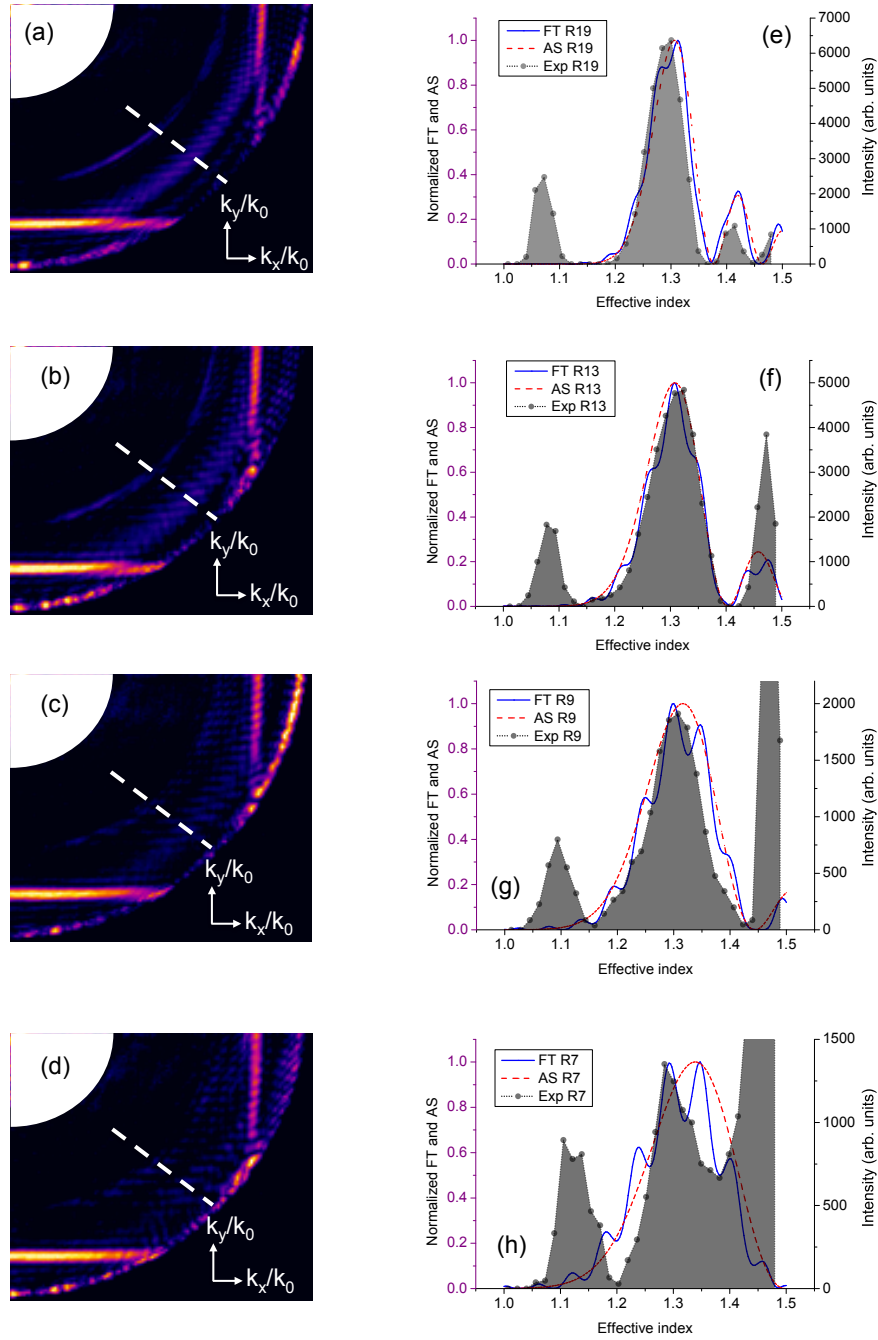 (a)
k_y/k_0
k_x/k_0
(e)
FT R19
AS R19
Exp R19
Normalized FT and AS
1.0
0.8
0.6
0.4
0.2
0.0
Intensity (arb. units)
7000
6000
5000
4000
3000
2000
1000
0
1.0 1.1 1.2 1.3 1.4 1.5
Effective index
(b)
k_y/k_0
k_x/k_0
(f)
FT R13
AS R13
Exp R13
Normalized FT and AS
1.0
0.8
0.6
0.4
0.2
0.0
Intensity (arb. units)
5000
4000
3000
2000
1000
0
1.0 1.1 1.2 1.3 1.4 1.5
Effective index
(c)
k_y/k_0
k_x/k_0
(g)
FT R9
AS R9
Exp R9
Normalized FT and AS
1.0
0.8
0.6
0.4
0.2
0.0
Intensity (arb. units)
2000
1500
1000
500
0
1.0 1.1 1.2 1.3 1.4 1.5
Effective index
(d)
k_y/k_0
k_x/k_0
(h)
FT R7
AS R7
Exp R7
Normalized FT and AS
1.0
0.8
0.6
0.4
0.2
0.0
Intensity (arb. units)
1500
1000
500
0
1.0 1.1 1.2 1.3 1.4 1.5
Effective index